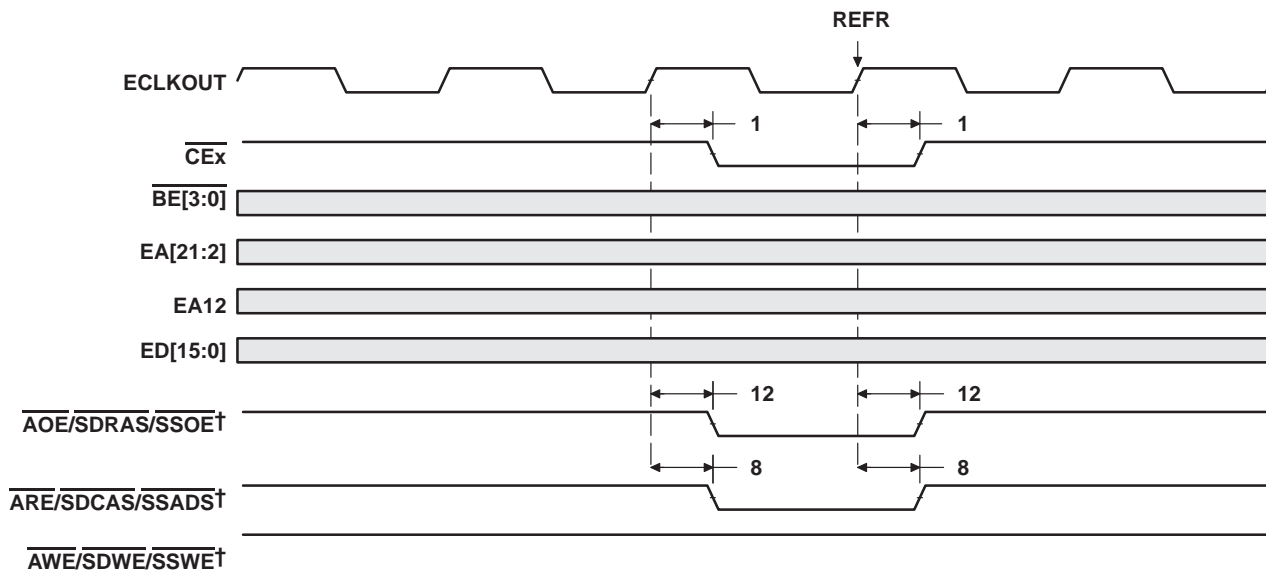 REFR
ECLKOUT
1 1
CEx
BE[3:0]
EA[21:2]
EA12
ED[15:0]
12 12
AOE/SDRAS/SSOE†
8 8
ARE/SDCAS/SSADS†
AWE/SDWE/SSWE†